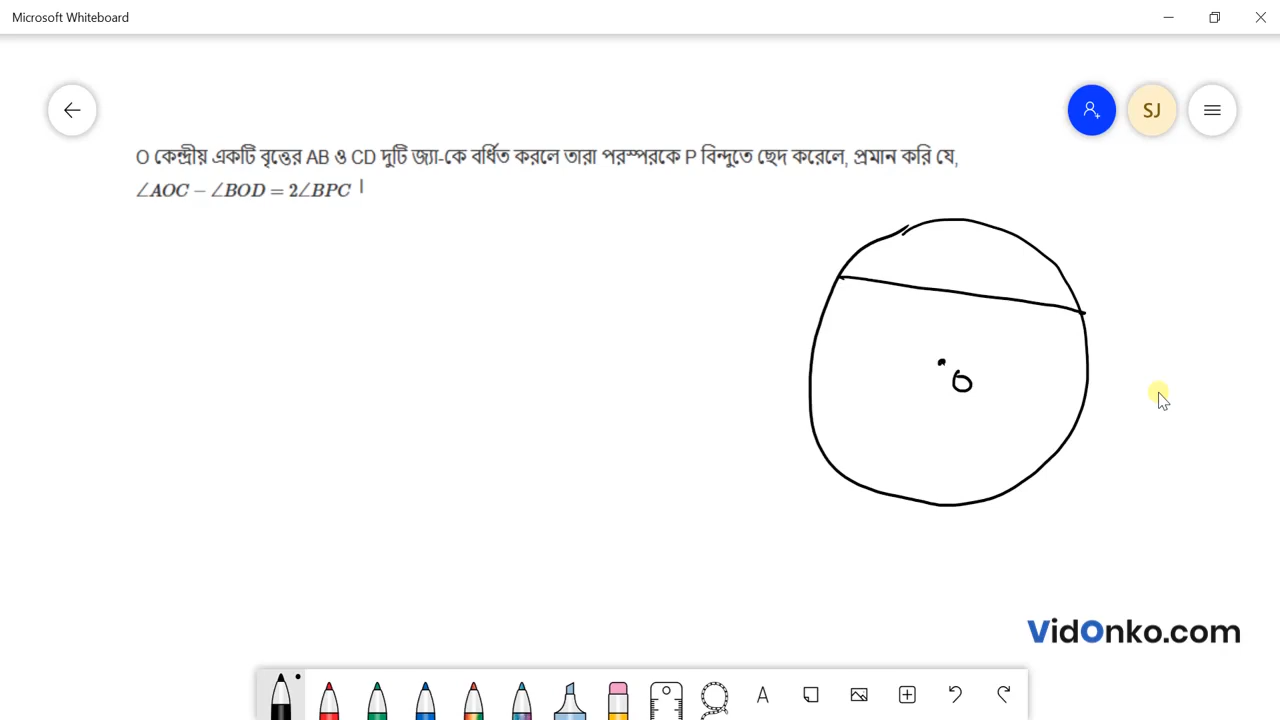 Microsoft Whiteboard
SJ
O কেন্দ্রীয় একটি বৃত্তের AB ও CD দুটি জ্যা-কে বর্ধিত করলে তারা পরস্পরকে P বিন্দুতে ছেদ করেলে, প্রমান করি যে,
∠AOC − ∠BOD = 2∠BPC ।
O
VidOnko.com
A